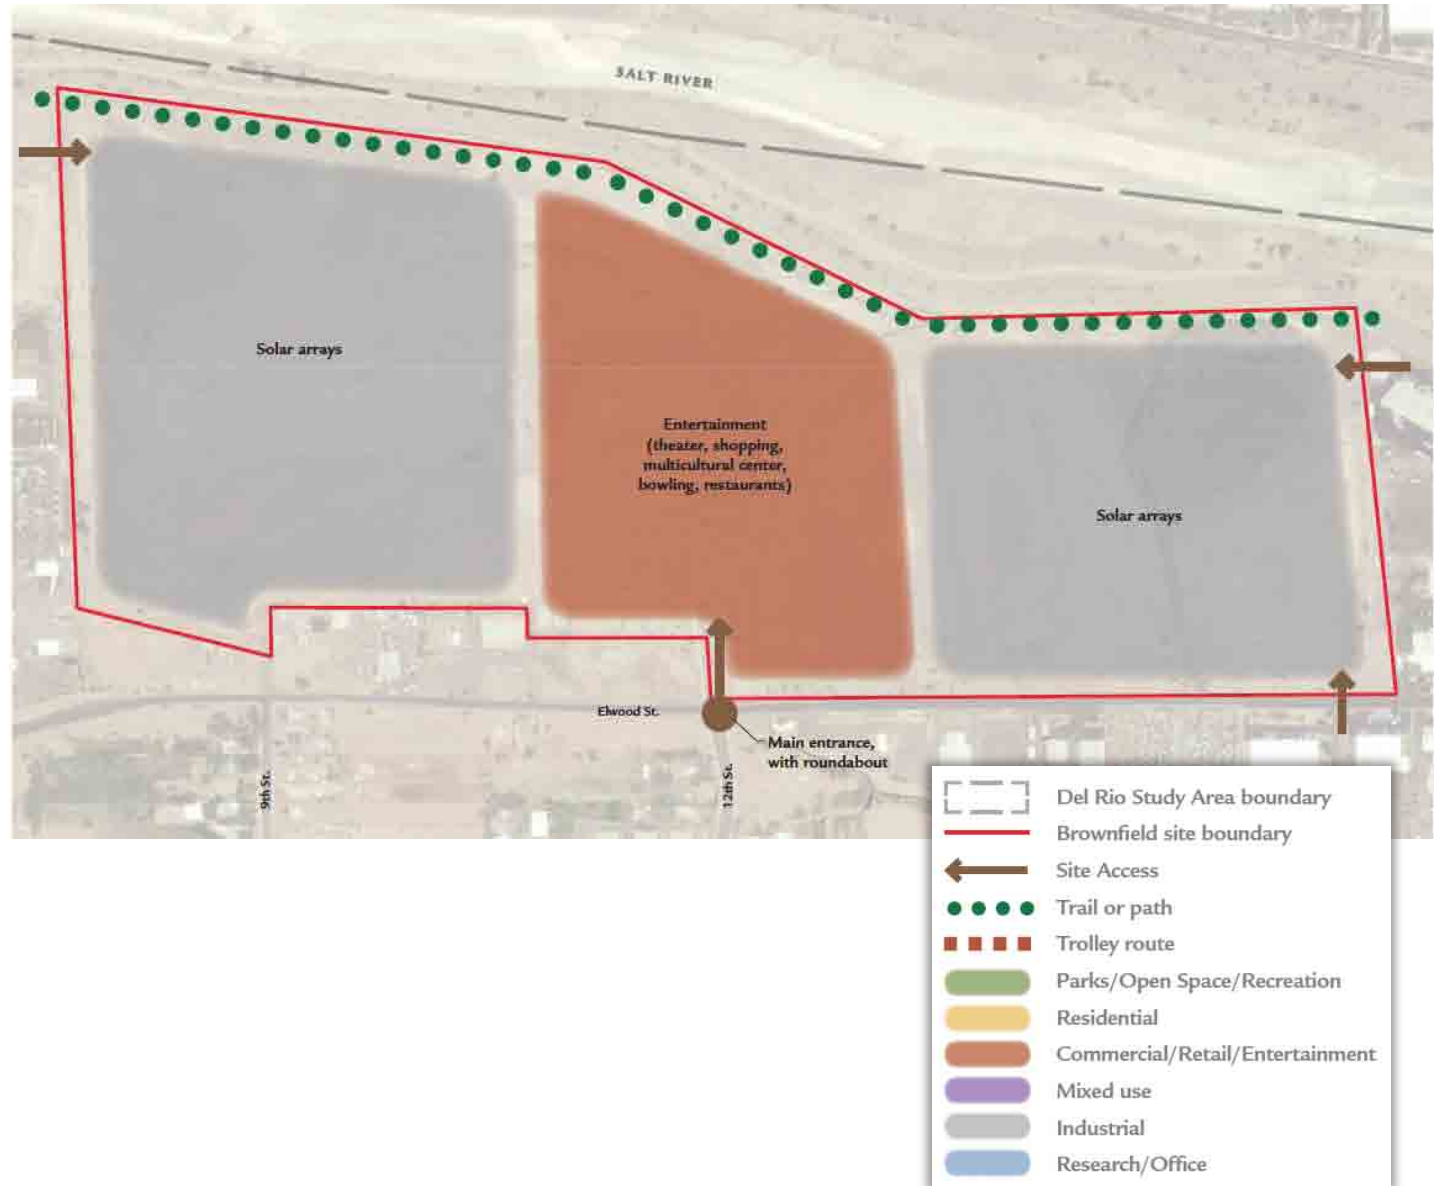 SALT RIVER
Solar arrays
Entertainment
(theater, shopping,
multicultural center,
bowling, restaurants)
Solar arrays
Elwood St.
Main entrance,
with roundabout
9th St.
12th St.
Del Rio Study Area boundary
Brownfield site boundary
Site Access
Trail or path
Trolley route
Parks/Open Space/Recreation
Residential
Commercial/Retail/Entertainment
Mixed use
Industrial
Research/Office